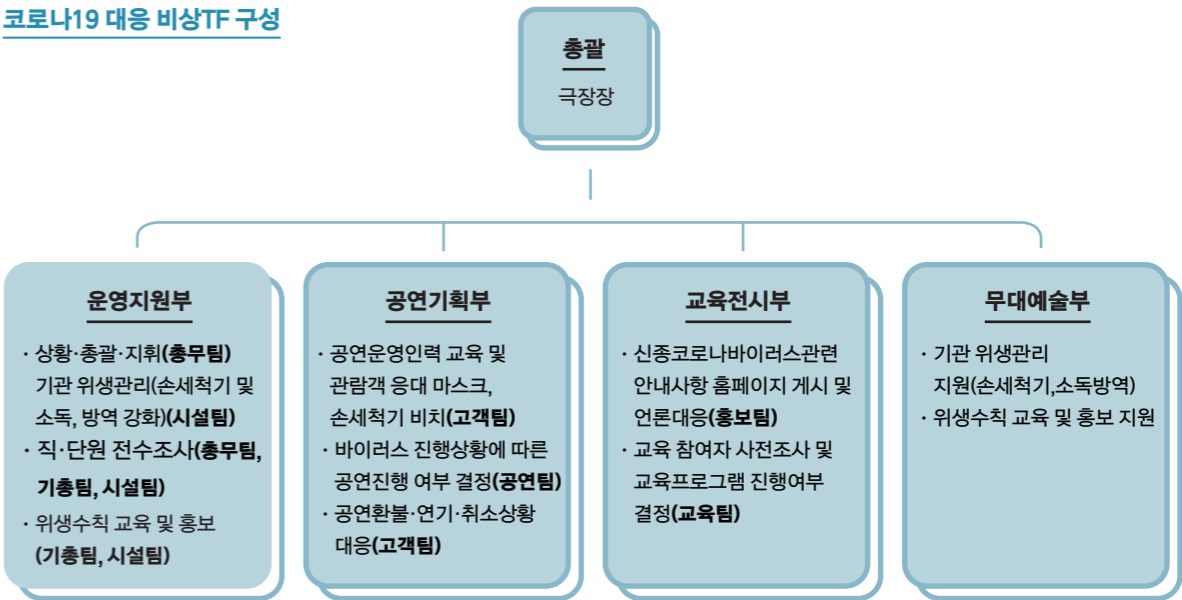 코로나19 대응 비상TF 구성
총괄
극장장
운영지원부
· 상황·총괄·지휘(총무팀)
기관 위생관리(손세척기 및
소독, 방역 강화)(시설팀)
· 직·단원 전수조사(총무팀,
기총팀, 시설팀)
· 위생수칙 교육 및 홍보
(기총팀, 시설팀)
공연기획부
· 공연운영인력 교육 및
관람객 응대 마스크,
손세척기 비치(고객팀)
· 바이러스 진행상황에 따른
공연진행 여부 결정(공연팀)
· 공연환불·연기·취소상황
대응(고객팀)
교육전시부
· 신종코로나바이러스관련
안내사항 홈페이지 게시 및
언론대응(홍보팀)
· 교육 참여자 사전조사 및
교육프로그램 진행여부
결정(교육팀)
무대예술부
· 기관 위생관리
지원(손세척기,소독방역)
· 위생수칙 교육 및 홍보 지원